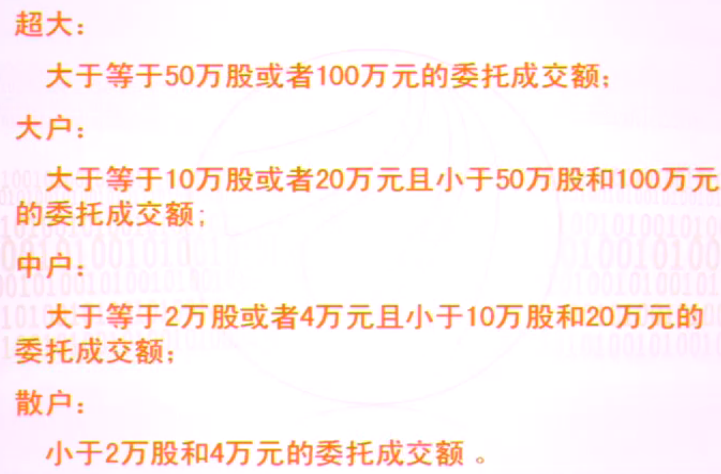 超大：
大于等于50万股或者100万元的委托成交额；
大户：
大于等于10万股或者20万元且小于50万股和100万元
的委托成交额；
中户：
大于等于2万股或者4万元且小于10万股和20万元的
委托成交额；
散户：
小于2万股和4万元的委托成交额 。